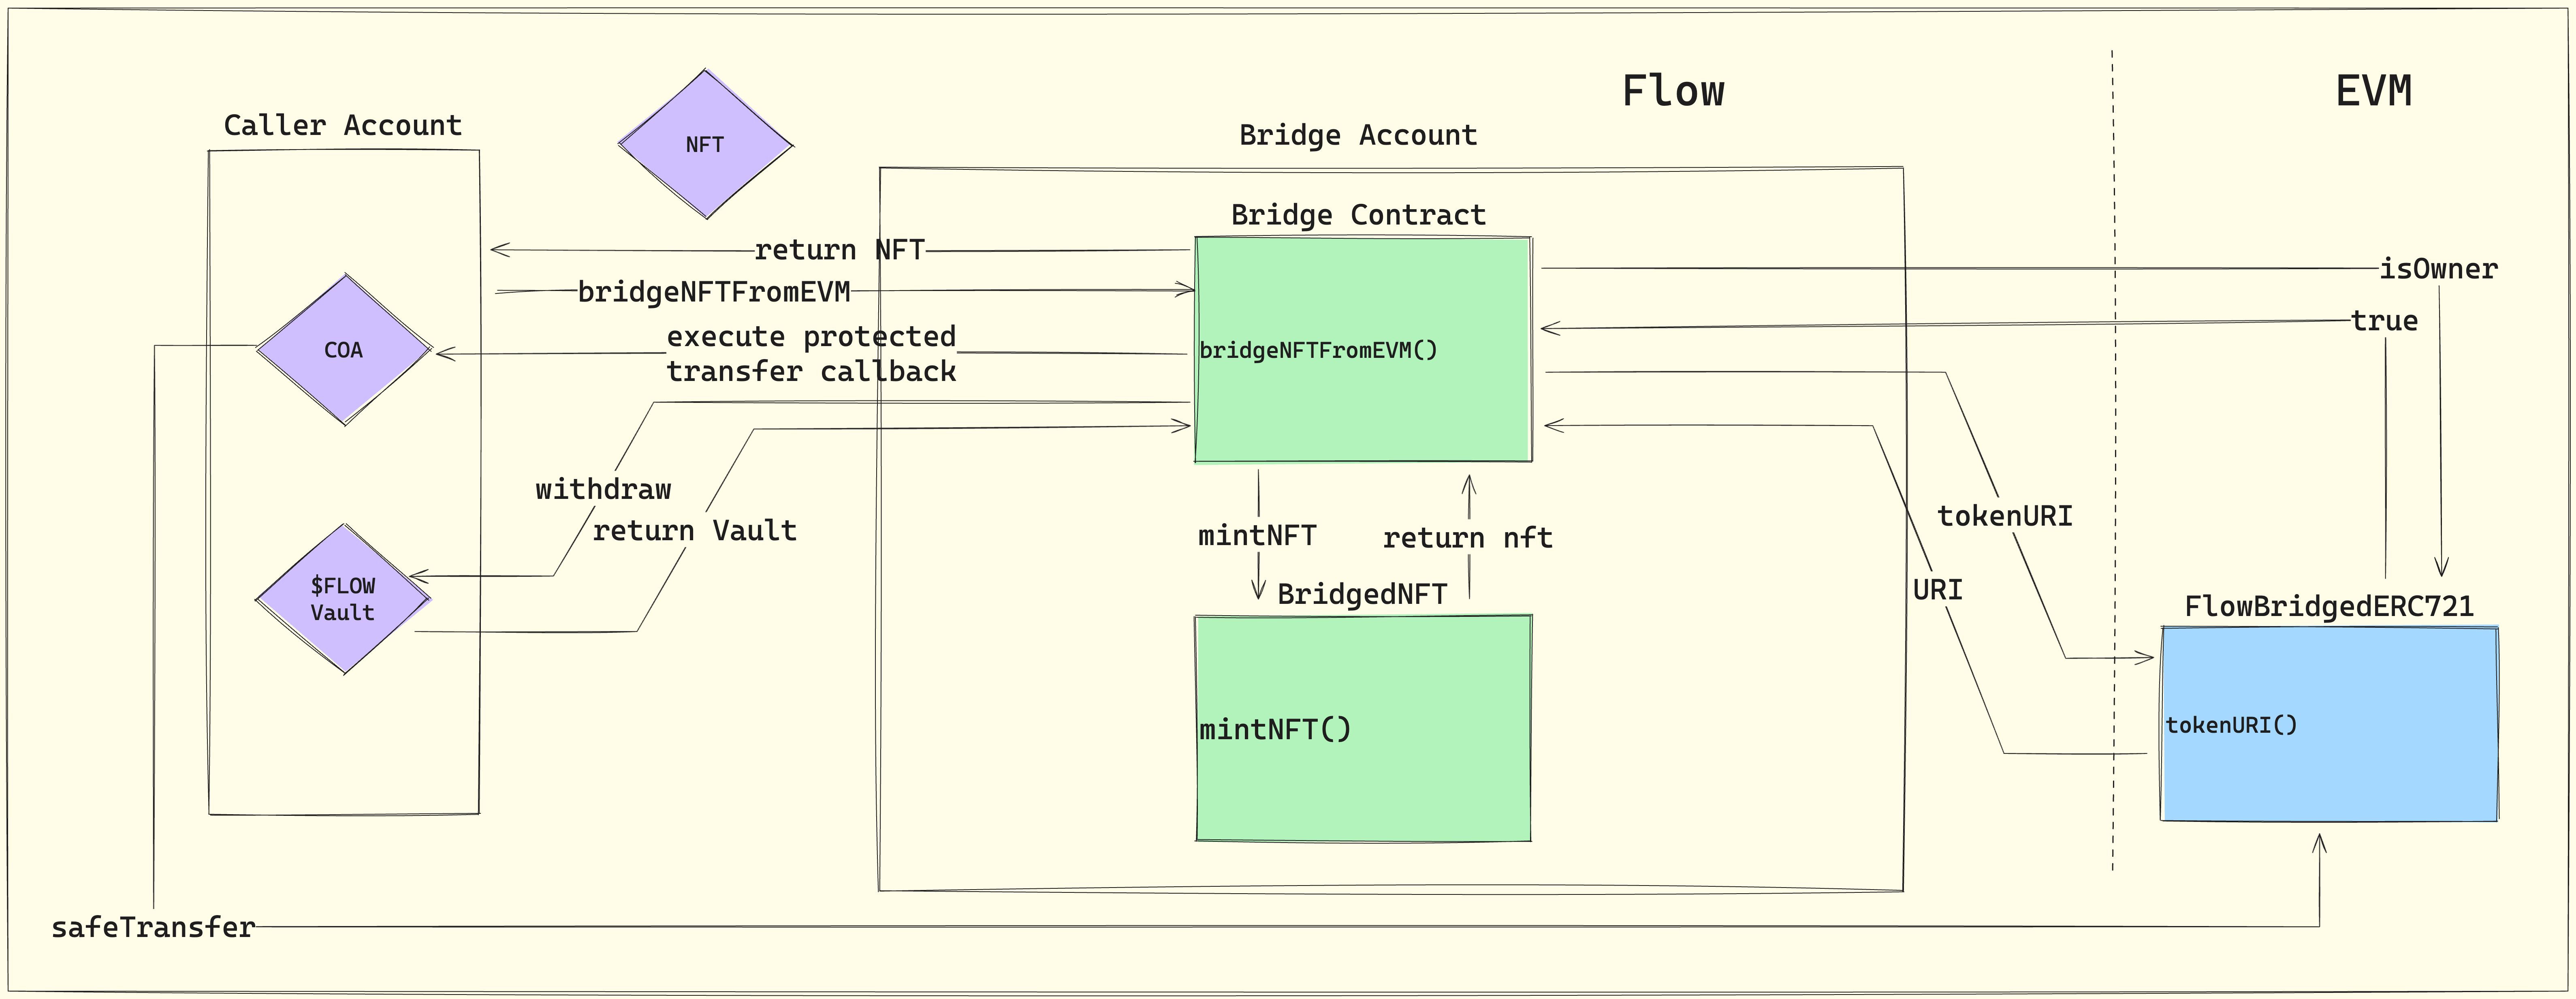 Flow
EVM
Caller Account
NFT
Bridge Account
Bridge Contract
return NFT
isOwner
bridgeNFTFromEVM
true
execute protected
transfer callback
COA
bridgeNFTFromEVM()
withdraw
return Vault
tokenURI
mintNFT
return nft
$FLOW
Vault
BridgedNFT
URI
FlowBridgedERC721
mintNFT()
tokenURI()
safeTransfer